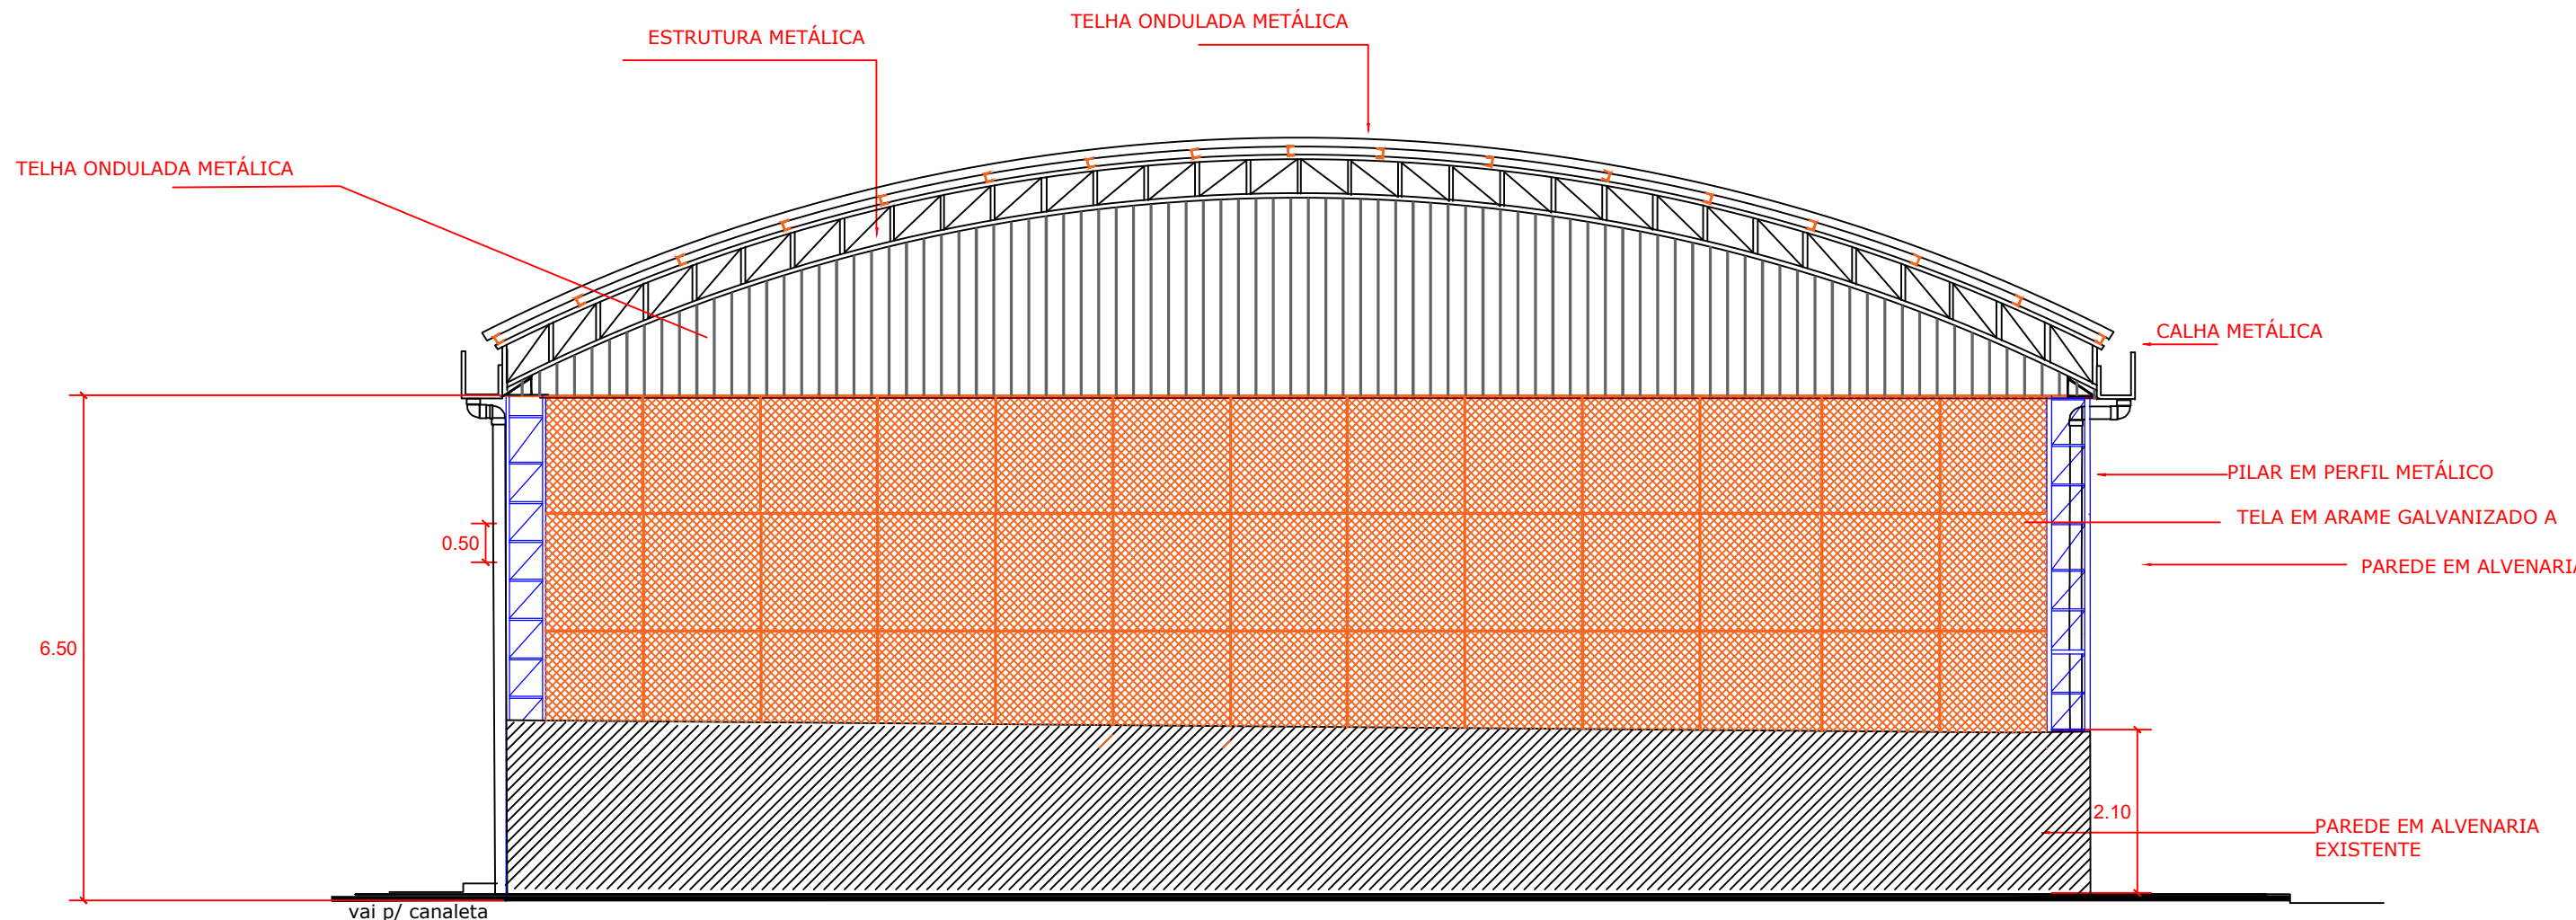 TELHA ONDULADA METÁLICA
ESTRUTURA METÁLICA
TELHA ONDULADA METÁLICA
CALHA METÁLICA
PILAR EM PERFIL METÁLICO
TELA EM ARAME GALVANIZADO A
0.50
PAREDE EM ALVENARIA
6.50
2.10
PAREDE EM ALVENARIA
EXISTENTE
vai p/ canaleta